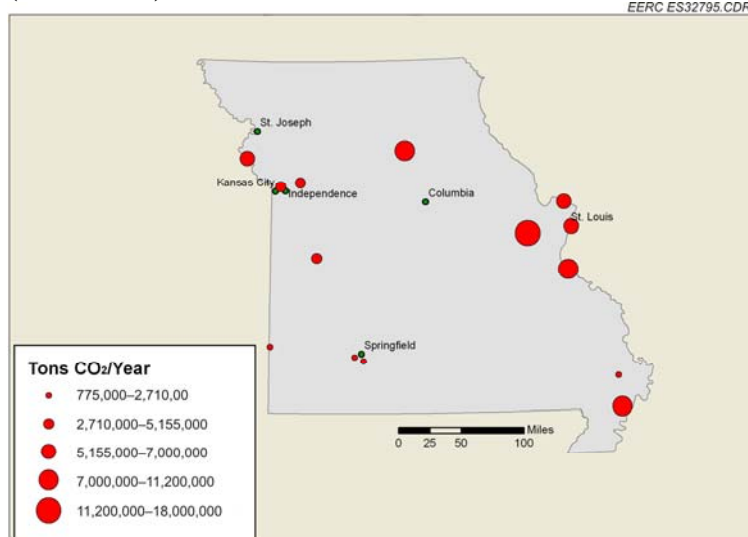 EERC ES32795.CDR
St. Joseph
Kansas City
Independence
Columbia
St. Louis
Springfield
Tons CO₂/Year
775,000–2,710,00
2,710,000–5,155,000
5,155,000–7,000,000
7,000,000–11,200,000
11,200,000–18,000,000
Miles
0 25 50 100